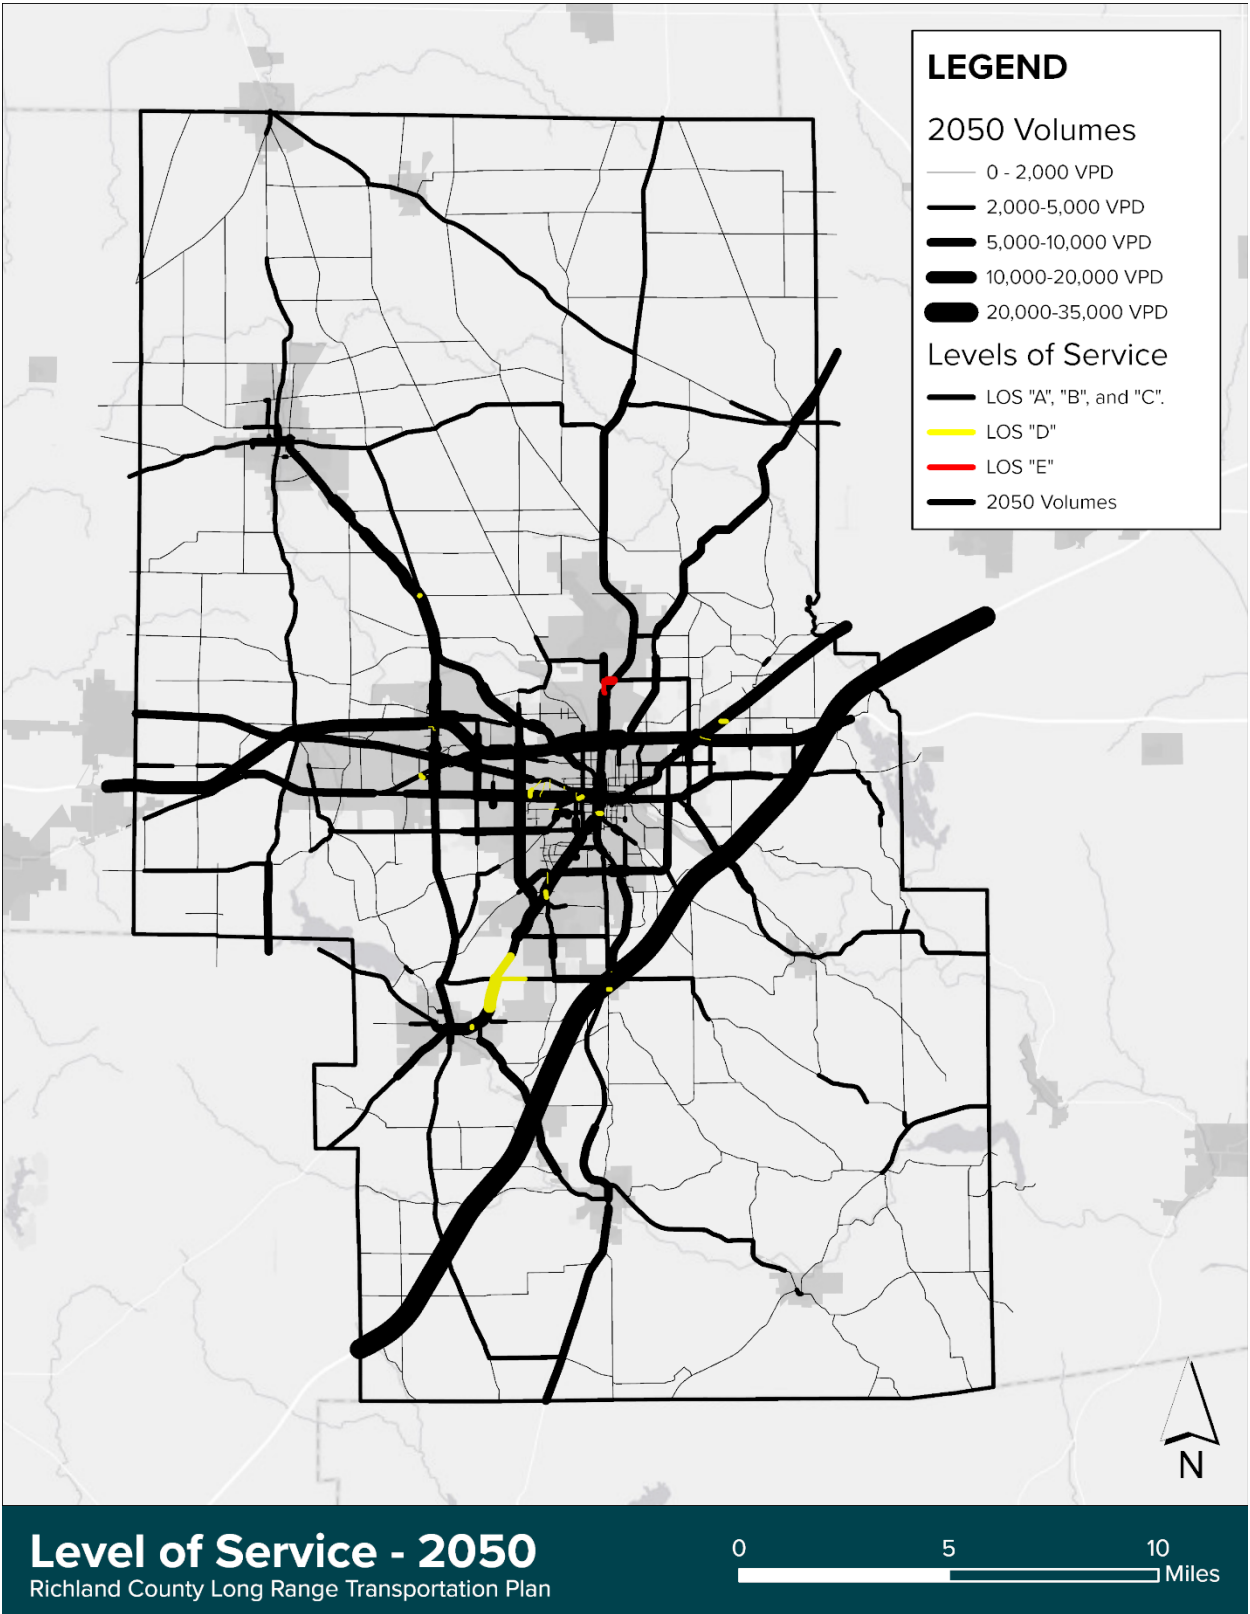 LEGEND
2050 Volumes
0 - 2,000 VPD
2,000-5,000 VPD
5,000-10,000 VPD
10,000-20,000 VPD
20,000-35,000 VPD
Levels of Service
LOS "A", "B", and "C".
LOS "D"
LOS "E"
2050 Volumes
N
Level of Service - 2050
Richland County Long Range Transportation Plan
0 5 10
Miles